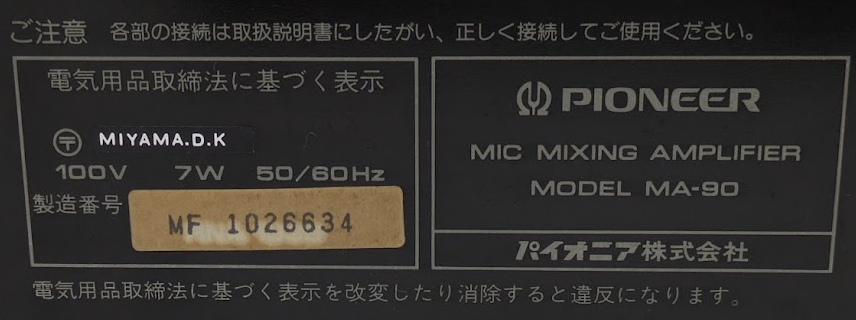 ご注意 各部の接続は取扱説明書にしたがい、正しく接続してご使用ください。
電気用品取締法に基づく表示
〒 MIYAMA.D.K
100V 7W 50/60Hz
製造番号 MF 1026634
PIONEER
MIC MIXING AMPLIFIER
MODEL MA-90
パイオニア株式会社
電気用品取締法に基づく表示を改変したり消除すると違反になります。